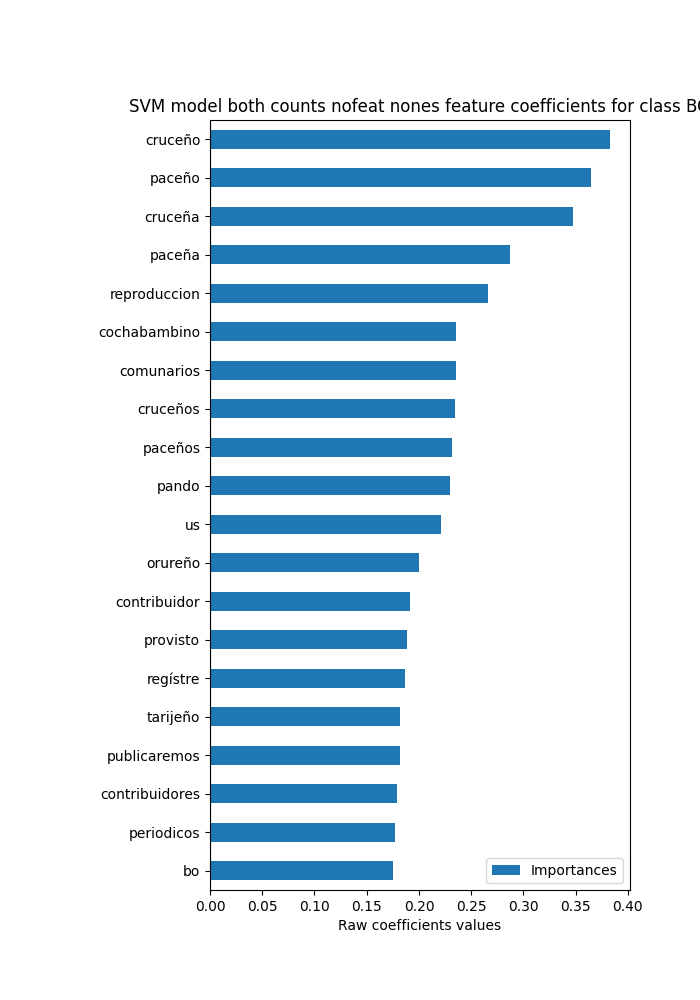 SVM model both counts nofeat nones feature coefficients for class
cruceño
paceño
cruceña
paceña
reproduccion
cochabambino
comunarios
cruceños
paceños
pando
us
orureño
contribuidor
provisto
regístre
tarijeño
publicaremos
contribuidores
periodicos
bo
Importances
0.00 0.05 0.10 0.15 0.20 0.25 0.30 0.35 0.40
Raw coefficients values